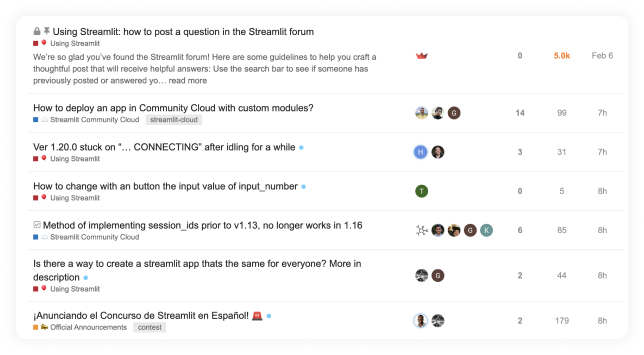 Using Streamlit: how to post a question in the Streamlit forum
Using Streamlit
We're so glad you've found the Streamlit forum! Here are some guidelines to help you craft a
thoughtful post that will receive helpful answers: Use the search bar to see if someone has
previously posted or answered yo… read more
0 5.0k Feb 6
How to deploy an app in Community Cloud with custom modules?
Streamlit Community Cloud streamlit-cloud
G 14 99 7h
Ver 1.20.0 stuck on “… CONNECTING” after idling for a while
Using Streamlit
H 3 31 7h
How to change with an button the input value of input_number
Using Streamlit
T 0 5 8h
Method of implementing session_ids prior to v1.13, no longer works in 1.16
Streamlit Community Cloud
G K 6 85 8h
Is there a way to create a streamlit app thats the same for everyone? More in
description
Using Streamlit
G 2 44 8h
¡Anunciando el Concurso de Streamlit en Español! 🚨
Official Announcements contest
2 179 8h